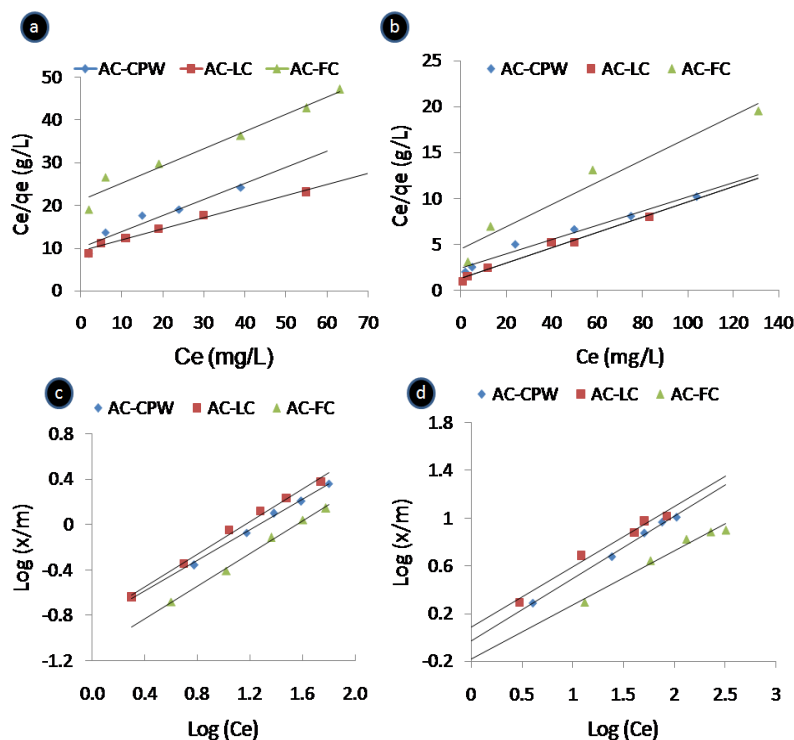 a
AC-CPW AC-LC AC-FC
50
40
30
20
10
0
Ce/qe (g/L)
0 10 20 30 40 50 60 70
Ce (mg/L)
b
AC-CPW AC-LC AC-FC
25
20
15
10
5
0
Ce/qe (g/L)
0 20 40 60 80 100 120 140
Ce (mg/L)
c
AC-CPW AC-LC AC-FC
0.8
0.4
0
-0.4
-0.8
-1.2
Log (x/m)
0.0 0.4 0.8 1.2 1.6 2.0
Log (Ce)
d
AC-CPW AC-LC AC-FC
1.8
1.4
1
0.6
0.2
-0.2
Log (x/m)
0 0.5 1 1.5 2 2.5 3
Log (Ce)